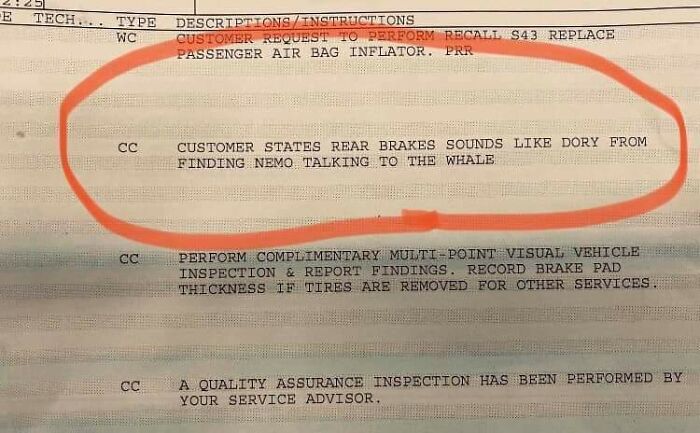 2:25
E TECH... TYPE DESCRIPTIONS/INSTRUCTIONS
WC CUSTOMER REQUEST TO PERFORM RECALL S43 REPLACE
PASSENGER AIR BAG INFLATOR. PRR
CC CUSTOMER STATES REAR BRAKES SOUNDS LIKE DORY FROM
FINDING NEMO TALKING TO THE WHALE
CC PERFORM COMPLIMENTARY MULTI-POINT VISUAL VEHICLE
INSPECTION & REPORT FINDINGS. RECORD BRAKE PAD
THICKNESS IF TIRES ARE REMOVED FOR OTHER SERVICES.
CC A QUALITY ASSURANCE INSPECTION HAS BEEN PERFORMED BY
YOUR SERVICE ADVISOR.